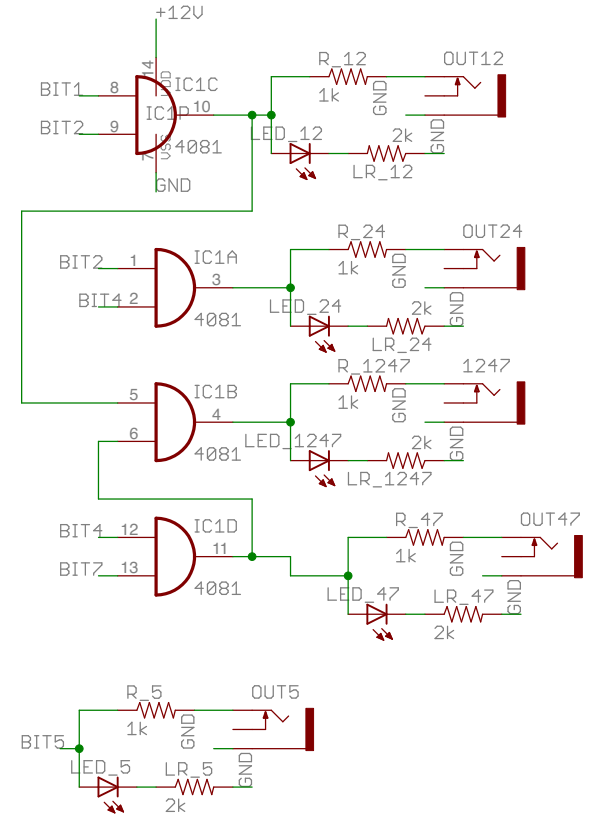 +12V
14
VDD
IC1C
IC1P
BIT1
8
BIT2
9
10
4081
7
VSS
GND
R_12
1k
GND
OUT12
LED_12
2k
LR_12
GND
BIT2
1
BIT4
2
IC1A
3
4081
R_24
1k
GND
OUT24
LED_24
2k
LR_24
GND
5
6
IC1B
4
4081
R_1247
1k
GND
1247
LED_1247
2k
LR_1247
GND
BIT4
12
BIT7
13
IC1D
11
4081
R_47
1k
GND
OUT47
LED_47
LR_47
2k
GND
BIT5
R_5
1k
GND
OUT5
LED_5
LR_5
2k
GND